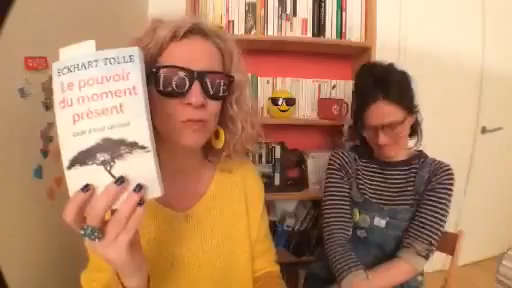 ECKHART TOLLE
Le pouvoir
du moment
présent
LOVE